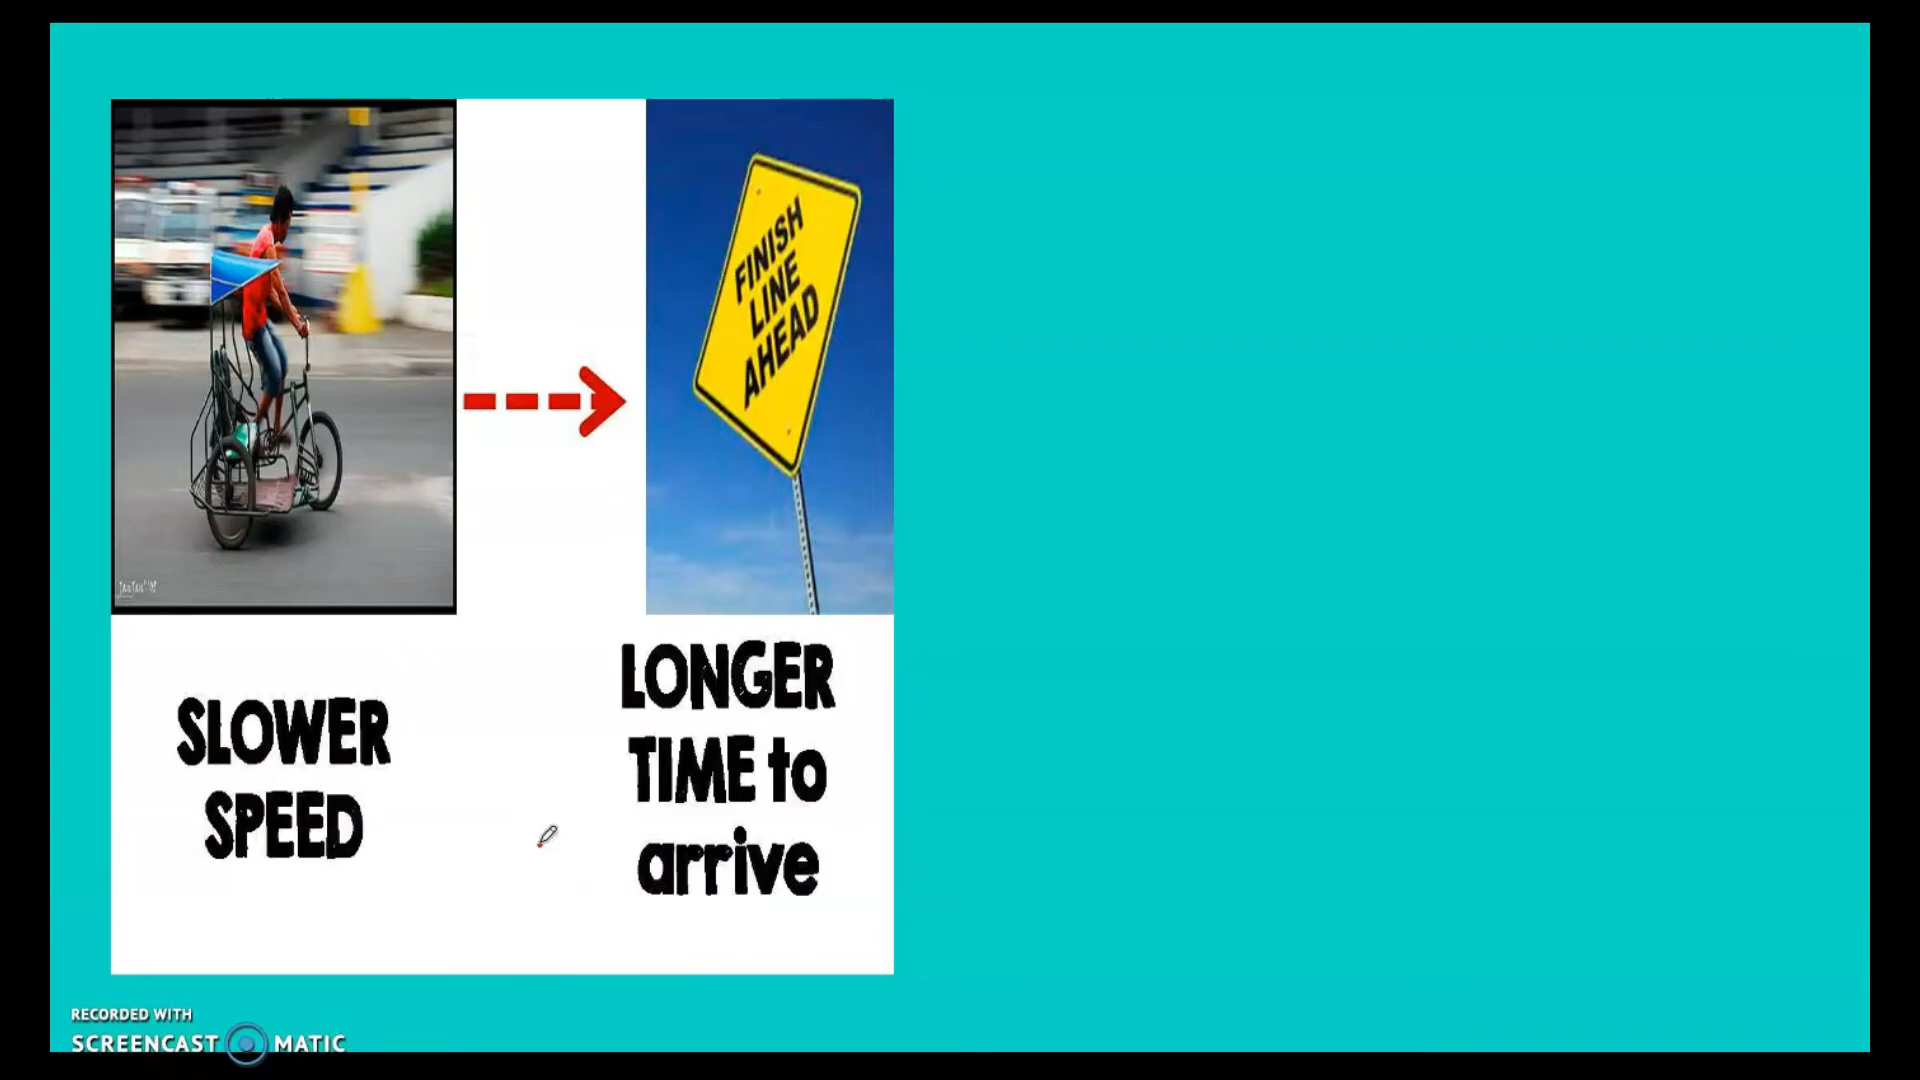 FINISH
LINE
AHEAD
SLOWER
SPEED
LONGER
TIME to
arrive
RECORDED WITH
SCREENCAST MATIC